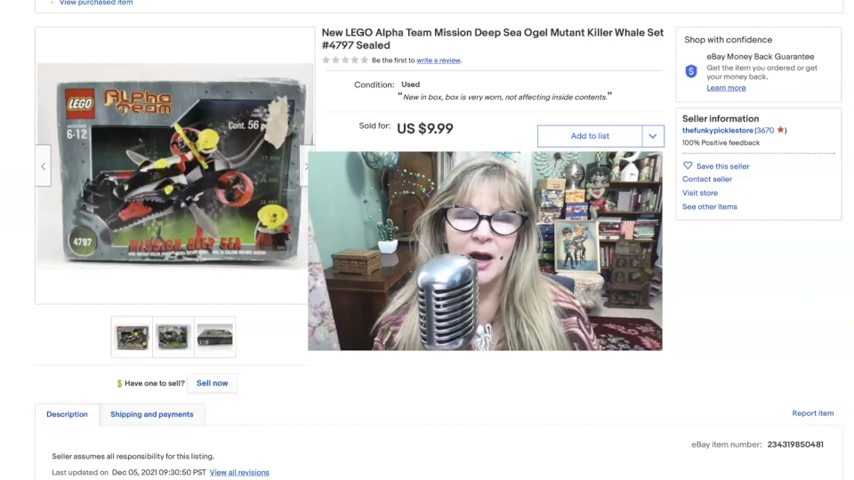 View purchased item
New LEGO Alpha Team Mission Deep Sea Ogel Mutant Killer Whale Set
#4797 Sealed
Be the first to write a review.
Condition: Used
"New in box, box is very worn, not affecting inside contents."
Sold for: US $9.99
Add to list
Shop with confidence
eBay Money Back Guarantee
Get the item you ordered or get
your money back.
Learn more
Seller information
thefunkypicklestore (3670 )
100% Positive feedback
Save this seller
Contact seller
Visit store
See other items
LEGO
ALPHA
TEAM
6-12
Cont. 56
4797
MISSION DEEP SEA
Have one to sell? Sell now
Description
Shipping and payments
Report item
eBay item number: 234319850481
Seller assumes all responsibility for this listing.
Last updated on Dec 05, 2021 09:30:50 PST View all revisions